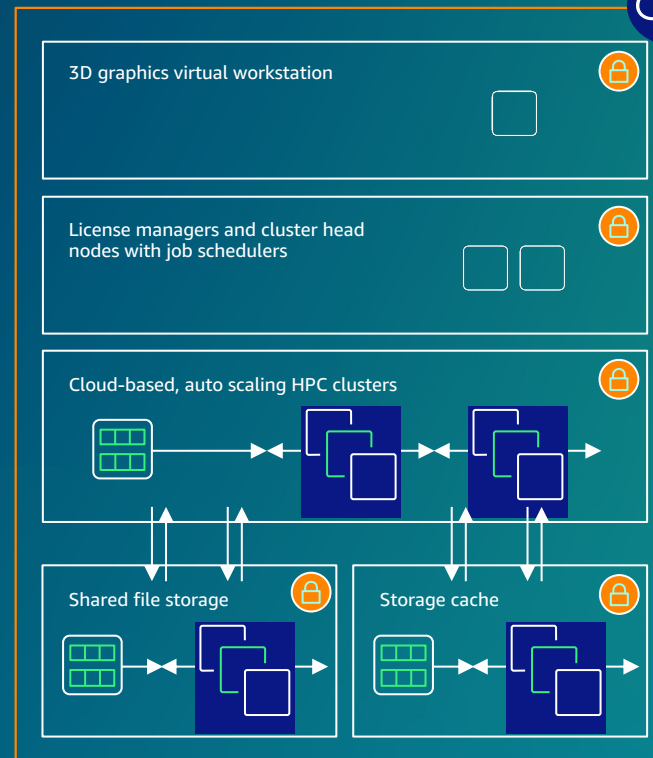 3D graphics virtual workstation
License managers and cluster head
nodes with job schedulers
Cloud-based, auto scaling HPC clusters
Shared file storage
Storage cache